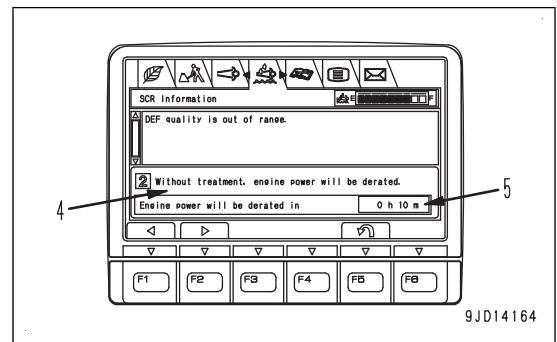 SCR Information
E F
DEF quality is out of range.
2 Without treatment, engine power will be derated.
4
5
Engine power will be derated in 0 h 10 m
F1 F2 F3 F4 F5 F6
9JD14164